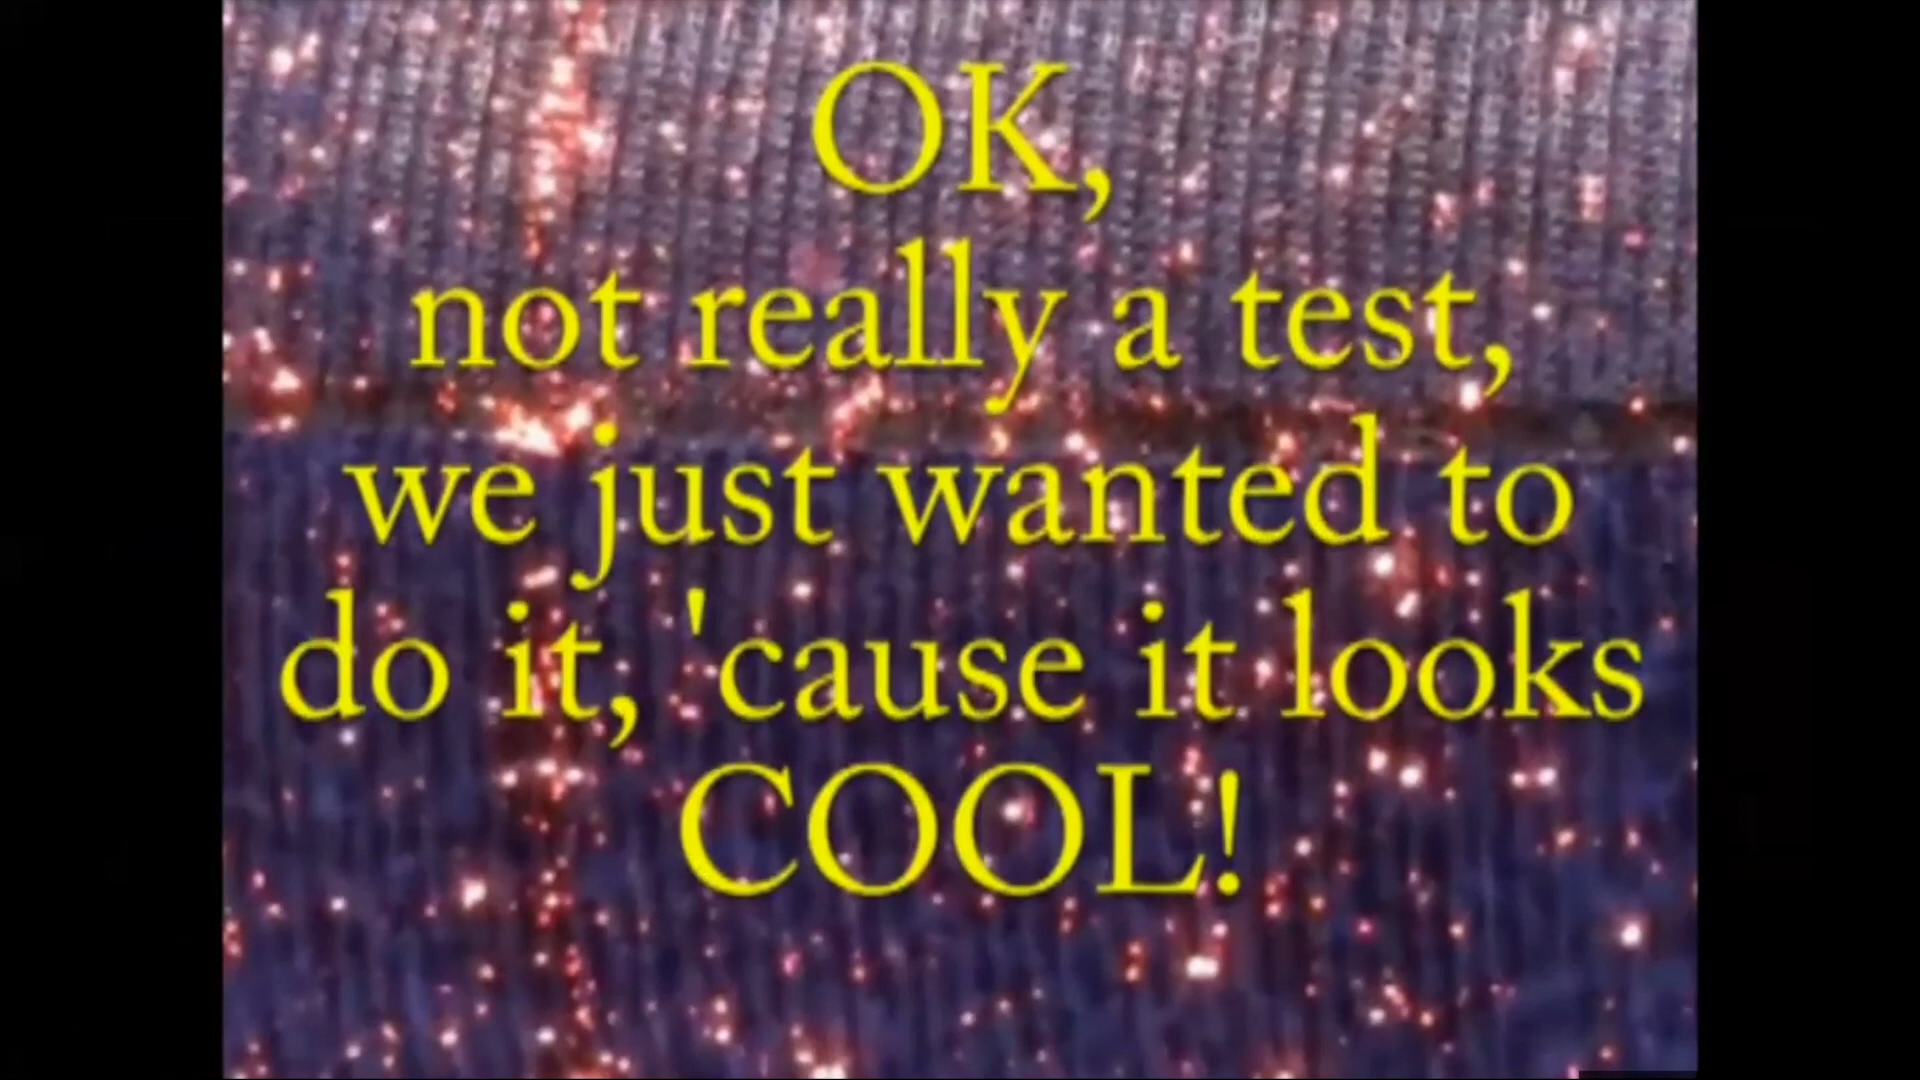 OK,
not really a test,
we just wanted to
do it, 'cause it looks
COOL!